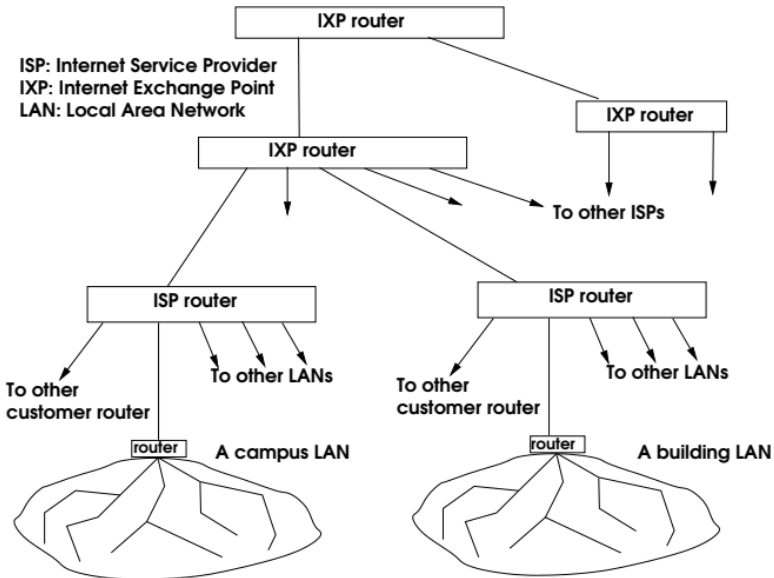 IXP router
ISP: Internet Service Provider
IXP: Internet Exchange Point
LAN: Local Area Network
IXP router
IXP router
To other ISPs
ISP router
ISP router
To other LANs
To other LANs
To other
customer router
To other
customer router
router
A campus LAN
router
A building LAN